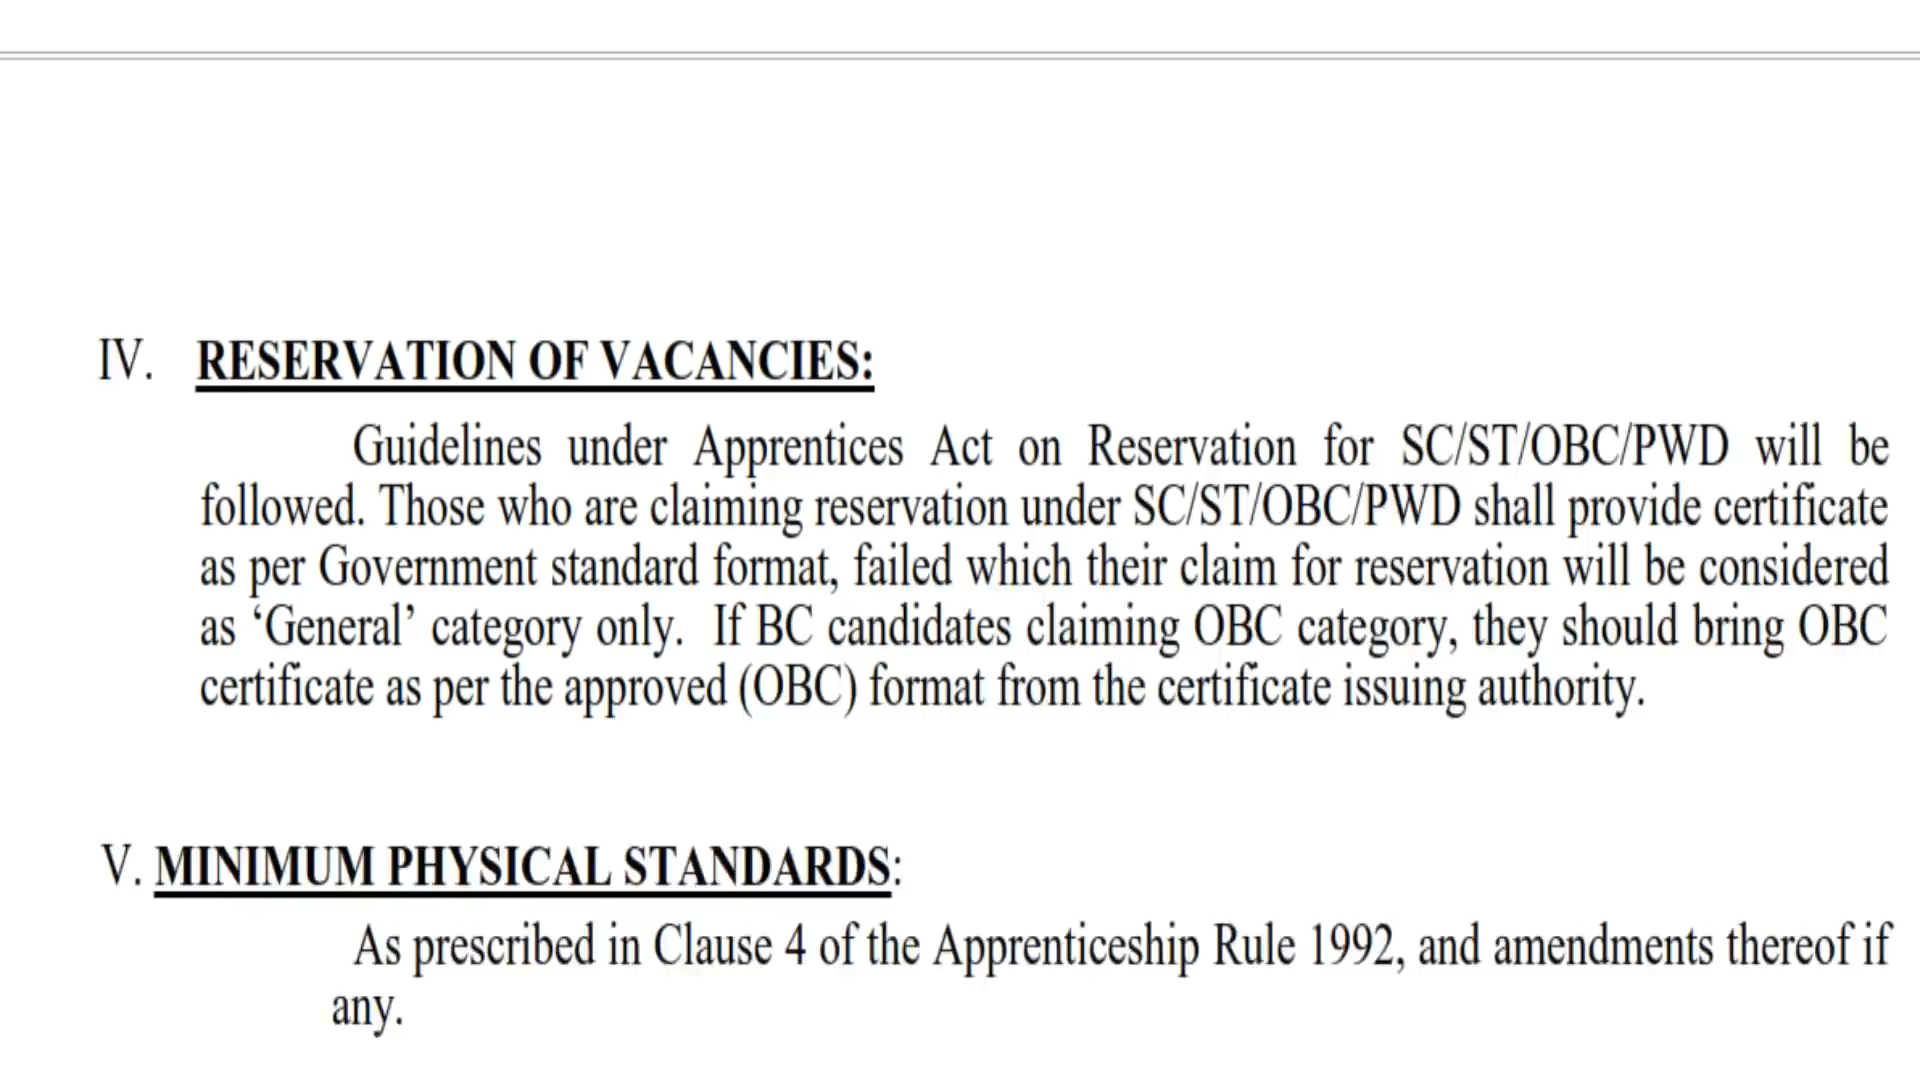 IV. RESERVATION OF VACANCIES:
Guidelines under Apprentices Act on Reservation for SC/ST/OBC/PWD will be
followed. Those who are claiming reservation under SC/ST/OBC/PWD shall provide certificate
as per Government standard format, failed which their claim for reservation will be considered
as ‘General’ category only. If BC candidates claiming OBC category, they should bring OBC
certificate as per the approved (OBC) format from the certificate issuing authority.
V. MINIMUM PHYSICAL STANDARDS:
As prescribed in Clause 4 of the Apprenticeship Rule 1992, and amendments thereof if
any.